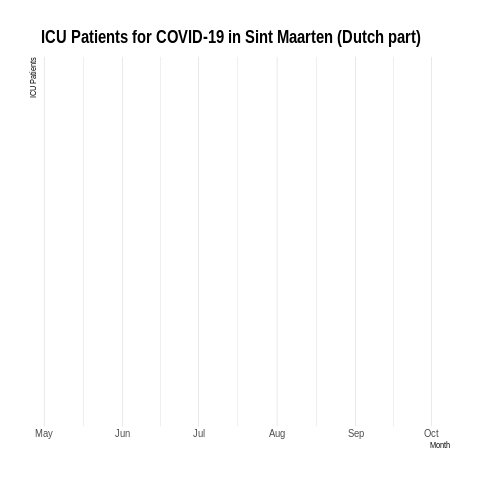 ICU Patients for COVID-19 in Sint Maarten (Dutch part)
ICU Patients
May Jun Jul Aug Sep Oct
Month